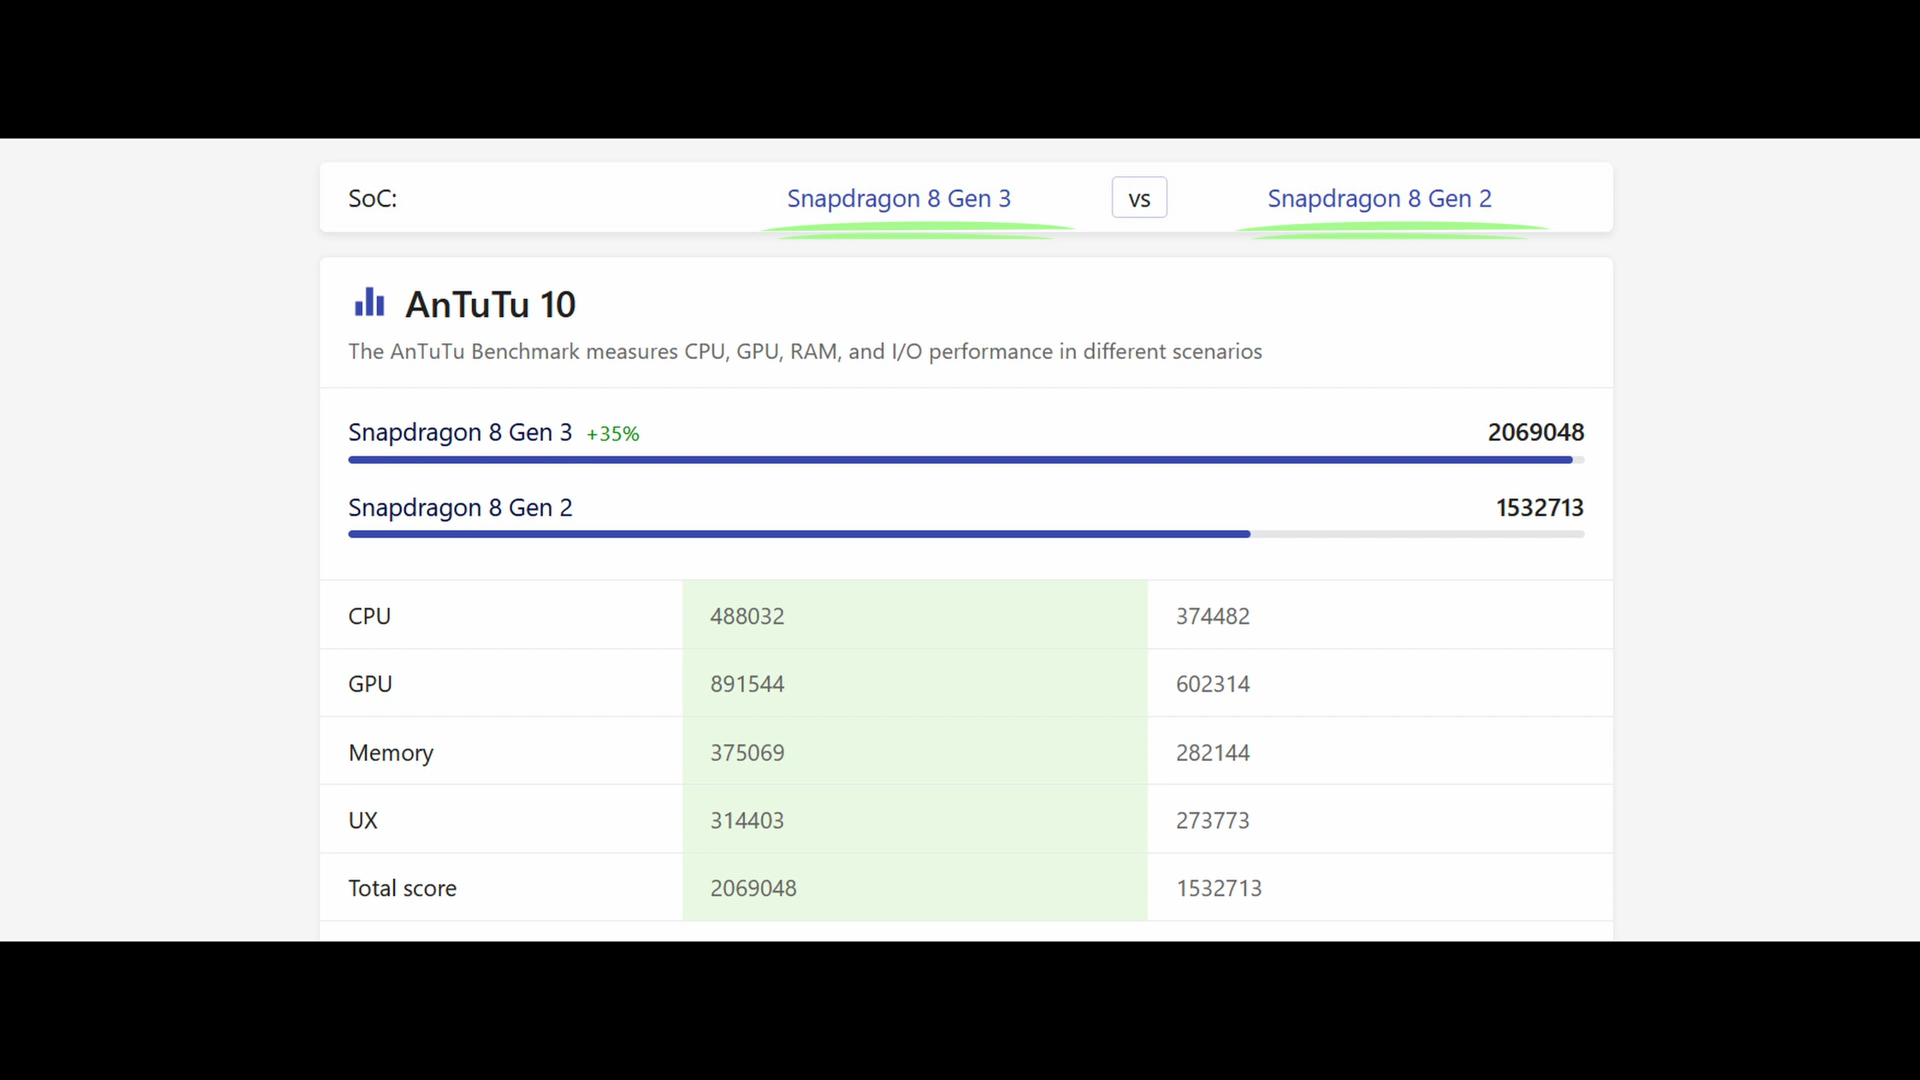 SoC: Snapdragon 8 Gen 3 vs Snapdragon 8 Gen 2
AnTuTu 10
The AnTuTu Benchmark measures CPU, GPU, RAM, and I/O performance in different scenarios
Snapdragon 8 Gen 3 +35% 2069048
Snapdragon 8 Gen 2 1532713
CPU 488032 374482
GPU 891544 602314
Memory 375069 282144
UX 314403 273773
Total score 2069048 1532713